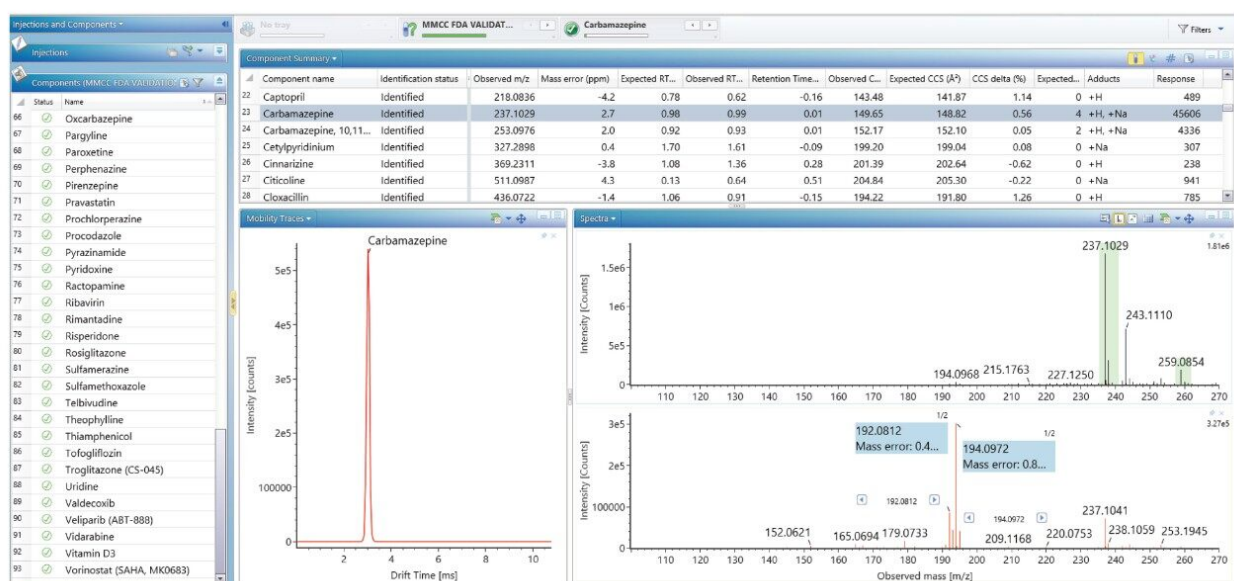 Injections and Components
No tray
MMCC FDA VALIDAT...
Carbamazepine
Filters
Injections
Components (MMCC FDA VALIDATIO
Status Name
66 Oxcarbazepine
67 Pargyline
68 Paroxetine
69 Perphenazine
70 Pirenzepine
71 Pravastatin
72 Prochlorperazine
73 Procodazole
74 Pyrazinamide
75 Pyridoxine
76 Ractopamine
77 Ribavirin
78 Rimantadine
79 Risperidone
80 Rosiglitazone
81 Sulfamerazine
82 Sulfamethoxazole
83 Telbivudine
84 Theophylline
85 Thiamphenicol
86 Tofogliflozin
87 Troglitazone (CS-045)
88 Uridine
89 Valdecoxib
90 Veliparib (ABT-888)
91 Vidarabine
92 Vitamin D3
93 Vorinostat (SAHA, MK0683)
Component Summary
Component name Identification status Observed m/z Mass error (ppm) Expected RT... Observed RT... Retention Time... Observed C... Expected CCS (Å²) CCS delta (%) Expected... Adducts Response
22 Captopril Identified 218.0836 -4.2 0.78 0.62 -0.16 143.48 141.87 1.14 0 +H 489
23 Carbamazepine Identified 237.1029 2.7 0.98 0.99 0.01 149.65 148.82 0.56 4 +H, +Na 45606
24 Carbamazepine, 10,11... Identified 253.0976 2.0 0.92 0.93 0.01 152.17 152.10 0.05 2 +H, +Na 4336
25 Cetylpyridinium Identified 327.2898 0.4 1.70 1.61 -0.09 199.20 199.04 0.08 0 +Na 307
26 Cinnarizine Identified 369.2311 -3.8 1.08 1.36 0.28 201.39 202.64 -0.62 0 +H 238
27 Citicoline Identified 511.0987 4.3 0.13 0.64 0.51 204.84 205.30 -0.22 0 +Na 941
28 Cloxacillin Identified 436.0722 -1.4 1.06 0.91 -0.15 194.22 191.80 1.26 0 +H 785
Mobility Traces
Carbamazepine
Intensity [counts]
5e5
4e5
3e5
2e5
100000
0
2 4 6 8 10
Drift Time [ms]
Spectra
237.1029
1.81e6
Intensity [Counts]
1.5e6
1e6
5e5
0
243.1110
259.0854
194.0968 215.1763 227.1250
110 120 130 140 150 160 170 180 190 200 210 220 230 240 250 260 270
3.27e5
Intensity [Counts]
3e5
2e5
100000
0
1/2
192.0812
Mass error: 0.4...
1/2
194.0972
Mass error: 0.8...
192.0812
194.0972
152.0621 165.0694 179.0733 209.1168 220.0753 237.1041 238.1059 253.1945
110 120 130 140 150 160 170 180 190 200 210 220 230 240 250 260 270
Observed mass [m/z]